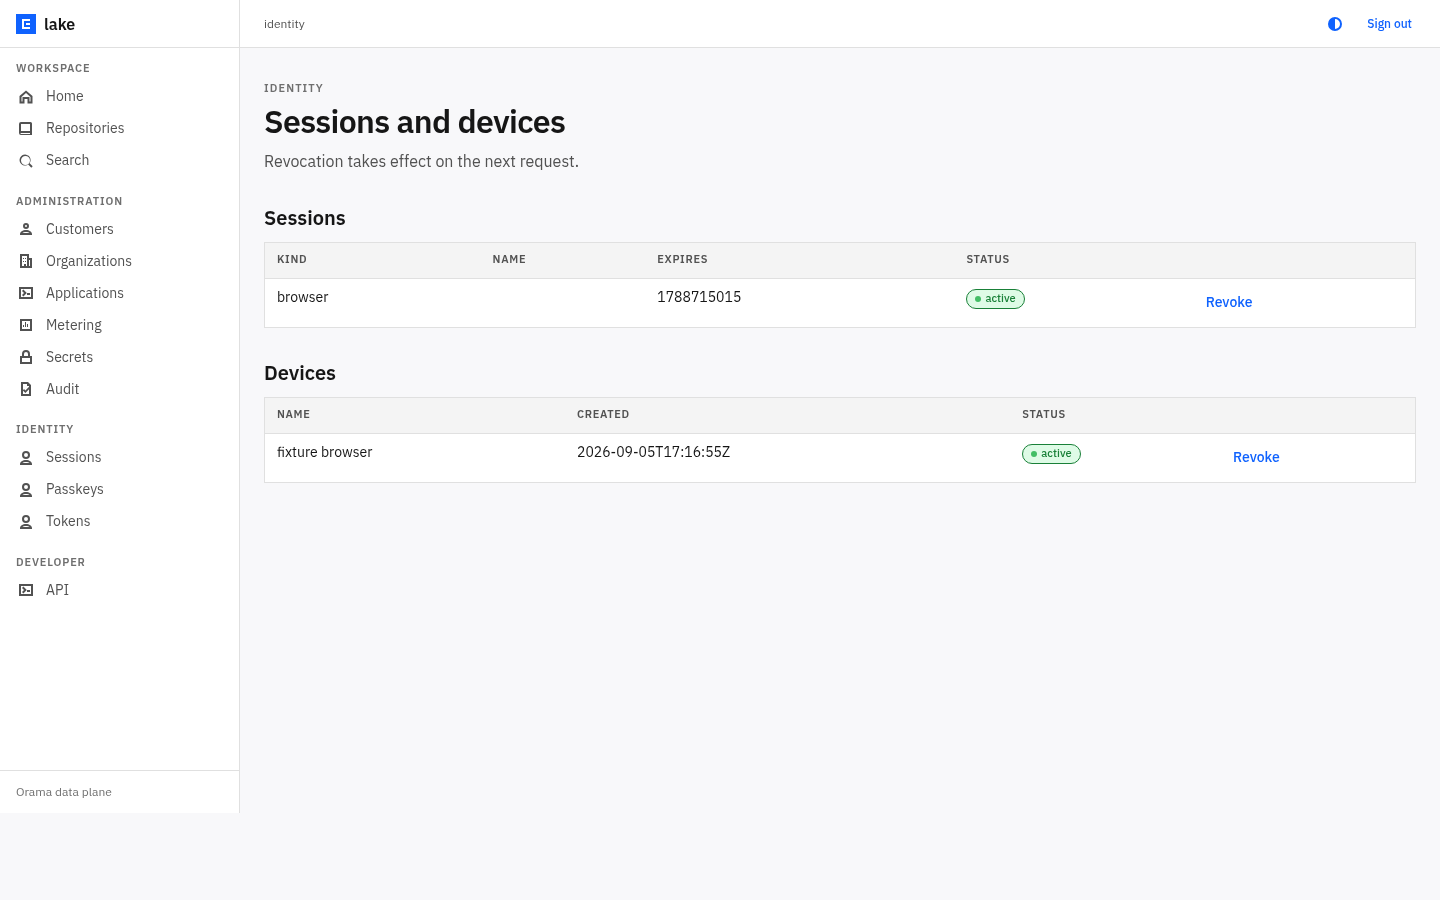 lake
identity
Sign out
WORKSPACE
Home
Repositories
Search
ADMINISTRATION
Customers
Organizations
Applications
Metering
Secrets
Audit
IDENTITY
Sessions
Passkeys
Tokens
DEVELOPER
API
Orama data plane
IDENTITY
Sessions and devices
Revocation takes effect on the next request.
Sessions
KIND NAME EXPIRES STATUS
browser 1788715015 active Revoke
Devices
NAME CREATED STATUS
fixture browser 2026-09-05T17:16:55Z active Revoke